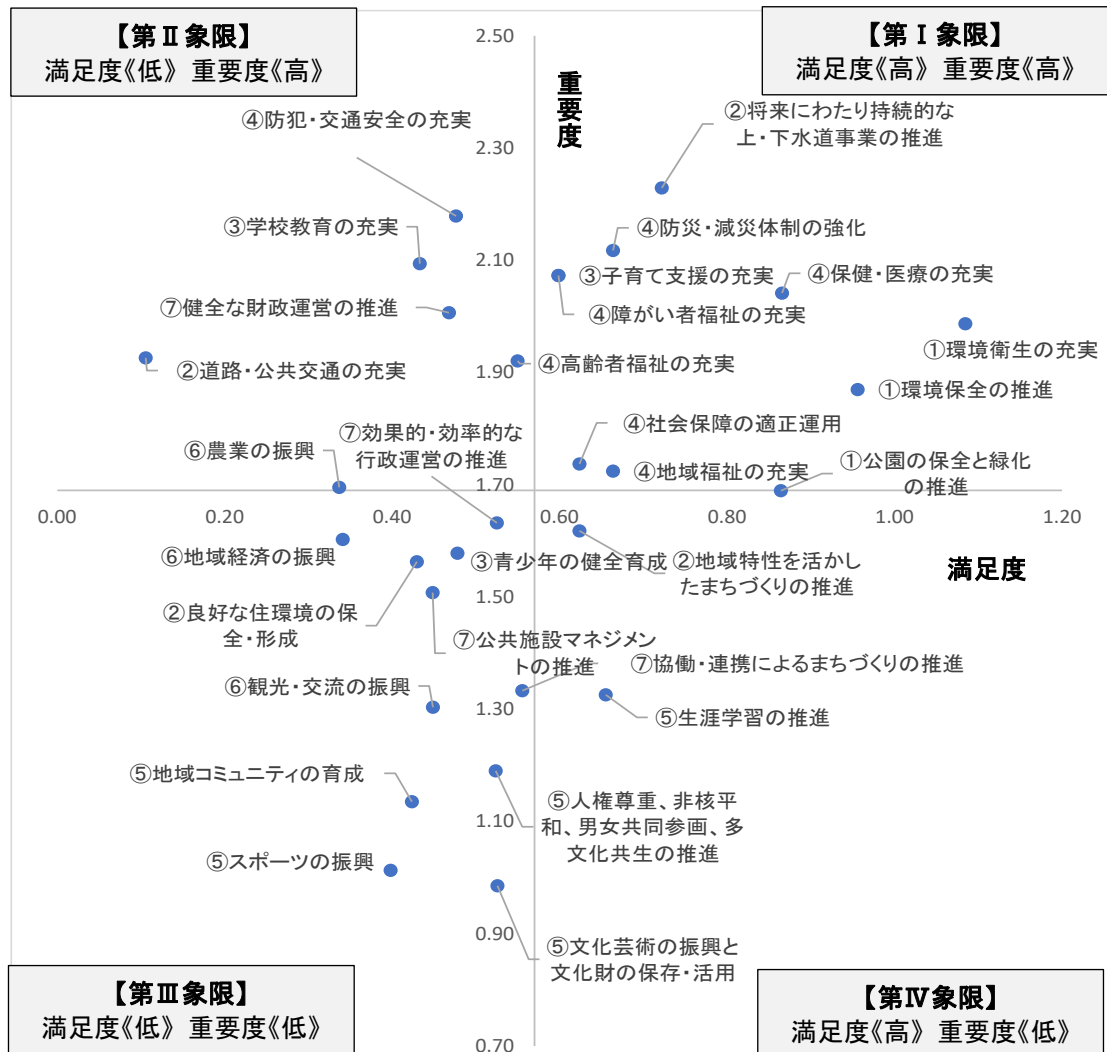 【第Ⅱ象限】
満足度《低》 重要度《高》
【第Ⅰ象限】
満足度《高》 重要度《高》
2.50
重要度
④防犯・交通安全の充実
②将来にわたり持続的な
上・下水道事業の推進
2.30
③学校教育の充実
④防災・減災体制の強化
2.10
③子育て支援の充実
④保健・医療の充実
⑦健全な財政運営の推進
④障がい者福祉の充実
①環境衛生の充実
②道路・公共交通の充実
1.90
④高齢者福祉の充実
①環境保全の推進
⑦効果的・効率的な
行政運営の推進
④社会保障の適正運用
⑥農業の振興
④地域福祉の充実
①公園の保全と緑化
の推進
1.70
0.00
0.20
0.40
0.60
0.80
1.00
1.20
満足度
⑥地域経済の振興
③青少年の健全育成
②地域特性を活かし
たまちづくりの推進
1.50
②良好な住環境の保
全・形成
⑦公共施設マネジメン
トの推進
⑦協働・連携によるまちづくりの推進
⑥観光・交流の振興
1.30
⑤生涯学習の推進
⑤地域コミュニティの育成
⑤人権尊重、非核平
和、男女共同参画、多
文化共生の推進
1.10
⑤スポーツの振興
0.90
⑤文化芸術の振興と
文化財の保存・活用
【第Ⅲ象限】
満足度《低》 重要度《低》
【第Ⅳ象限】
満足度《高》 重要度《低》
0.70